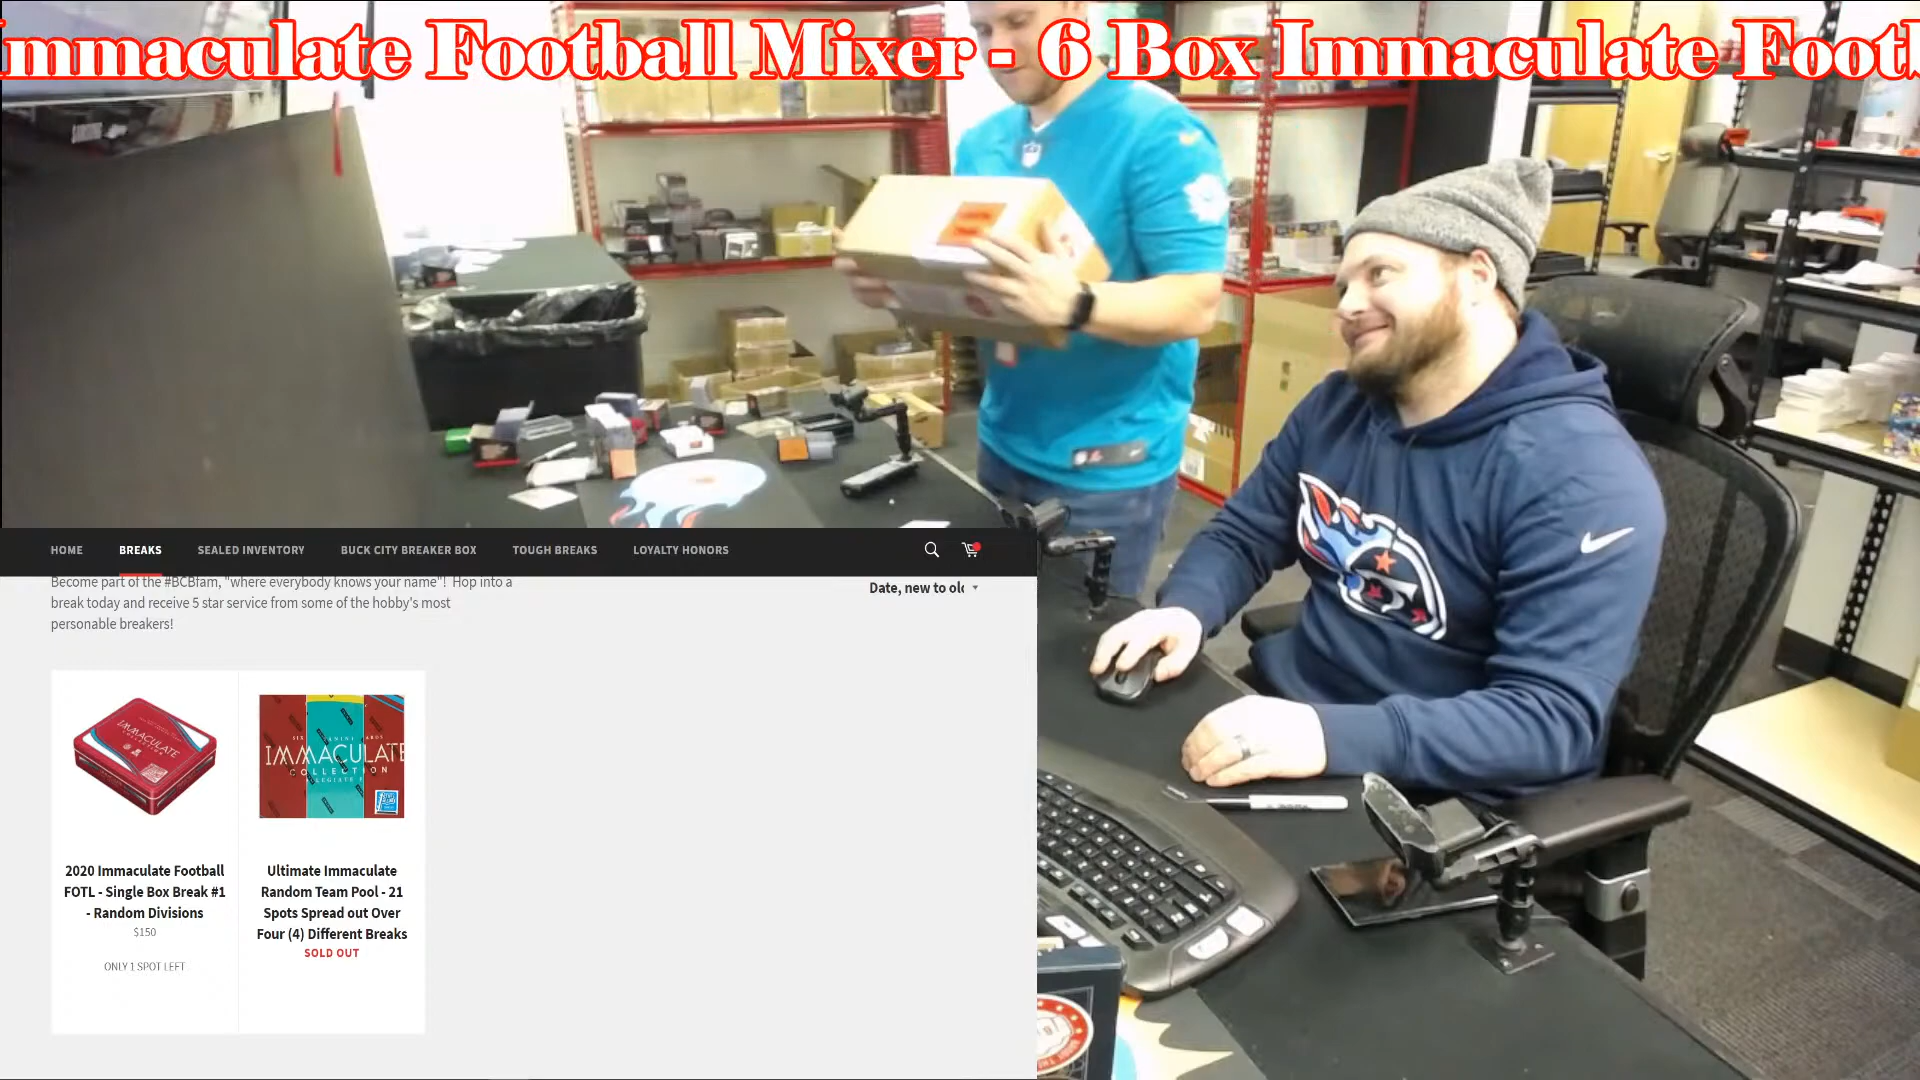 mmaculate Football Mixer - 6 Box Immaculate Footb
HOME BREAKS SEALED INVENTORY BUCK CITY BREAKER BOX TOUGH BREAKS LOYALTY HONORS
Become part of the #BCBfam, "where everybody knows your name"! Hop into a
break today and receive 5 star service from some of the hobby's most
personable breakers!
Date, new to old
IMMACULATE
COLLECTION
IMMACULATE
COLLECTION
2020 Immaculate Football
FOTL - Single Box Break #1
- Random Divisions
$150
ONLY 1 SPOT LEFT
Ultimate Immaculate
Random Team Pool - 21
Spots Spread out Over
Four (4) Different Breaks
SOLD OUT